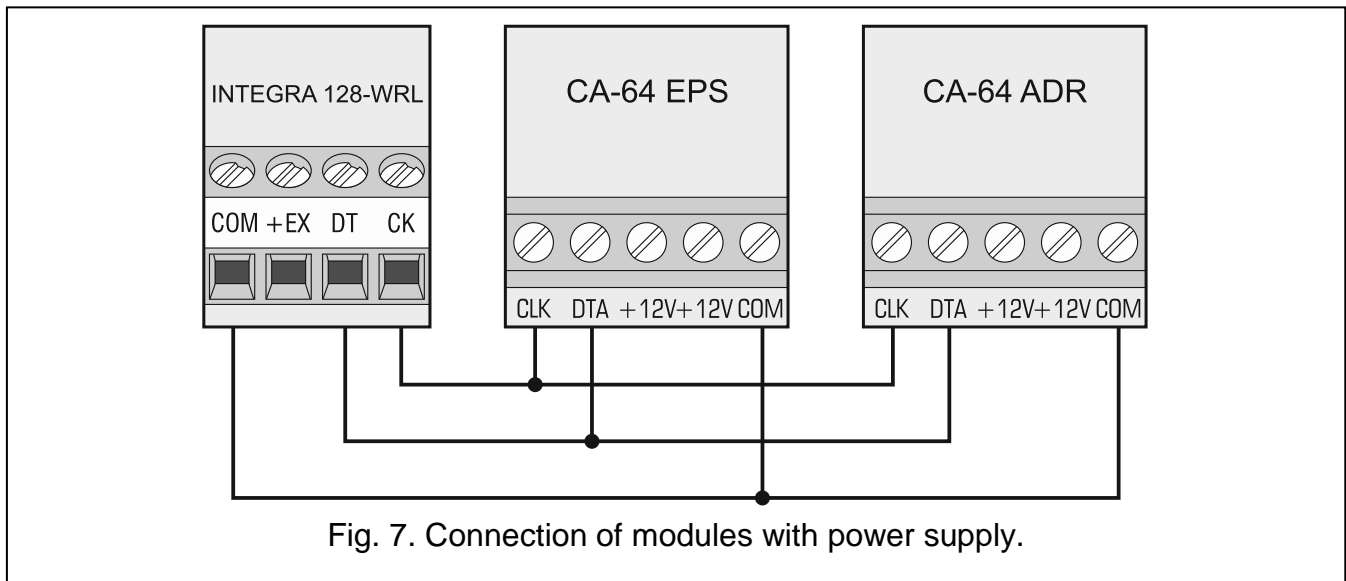 INTEGRA 128-WRL
COM +EX DT CK
CA-64 EPS
CLK DTA +12V+12V COM
CA-64 ADR
CLK DTA +12V+12V COM
Fig. 7. Connection of modules with power supply.